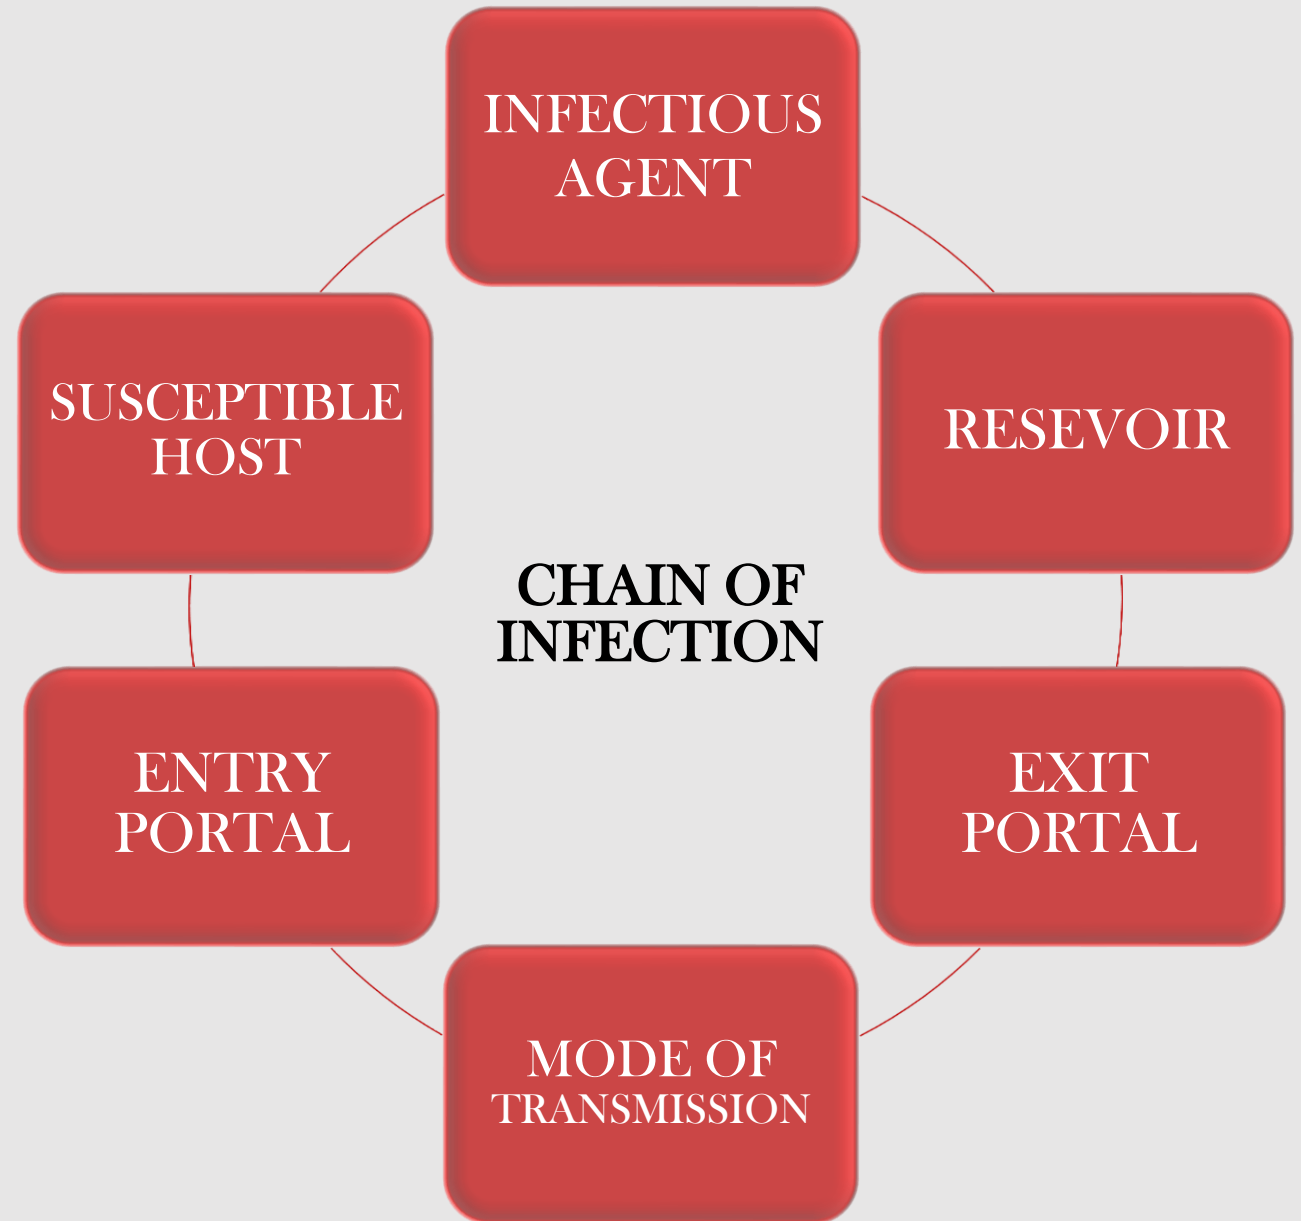 INFECTIOUS
AGENT
RESEVOIR
EXIT
PORTAL
MODE OF
TRANSMISSION
ENTRY
PORTAL
SUSCEPTIBLE
HOST
CHAIN OF
INFECTION